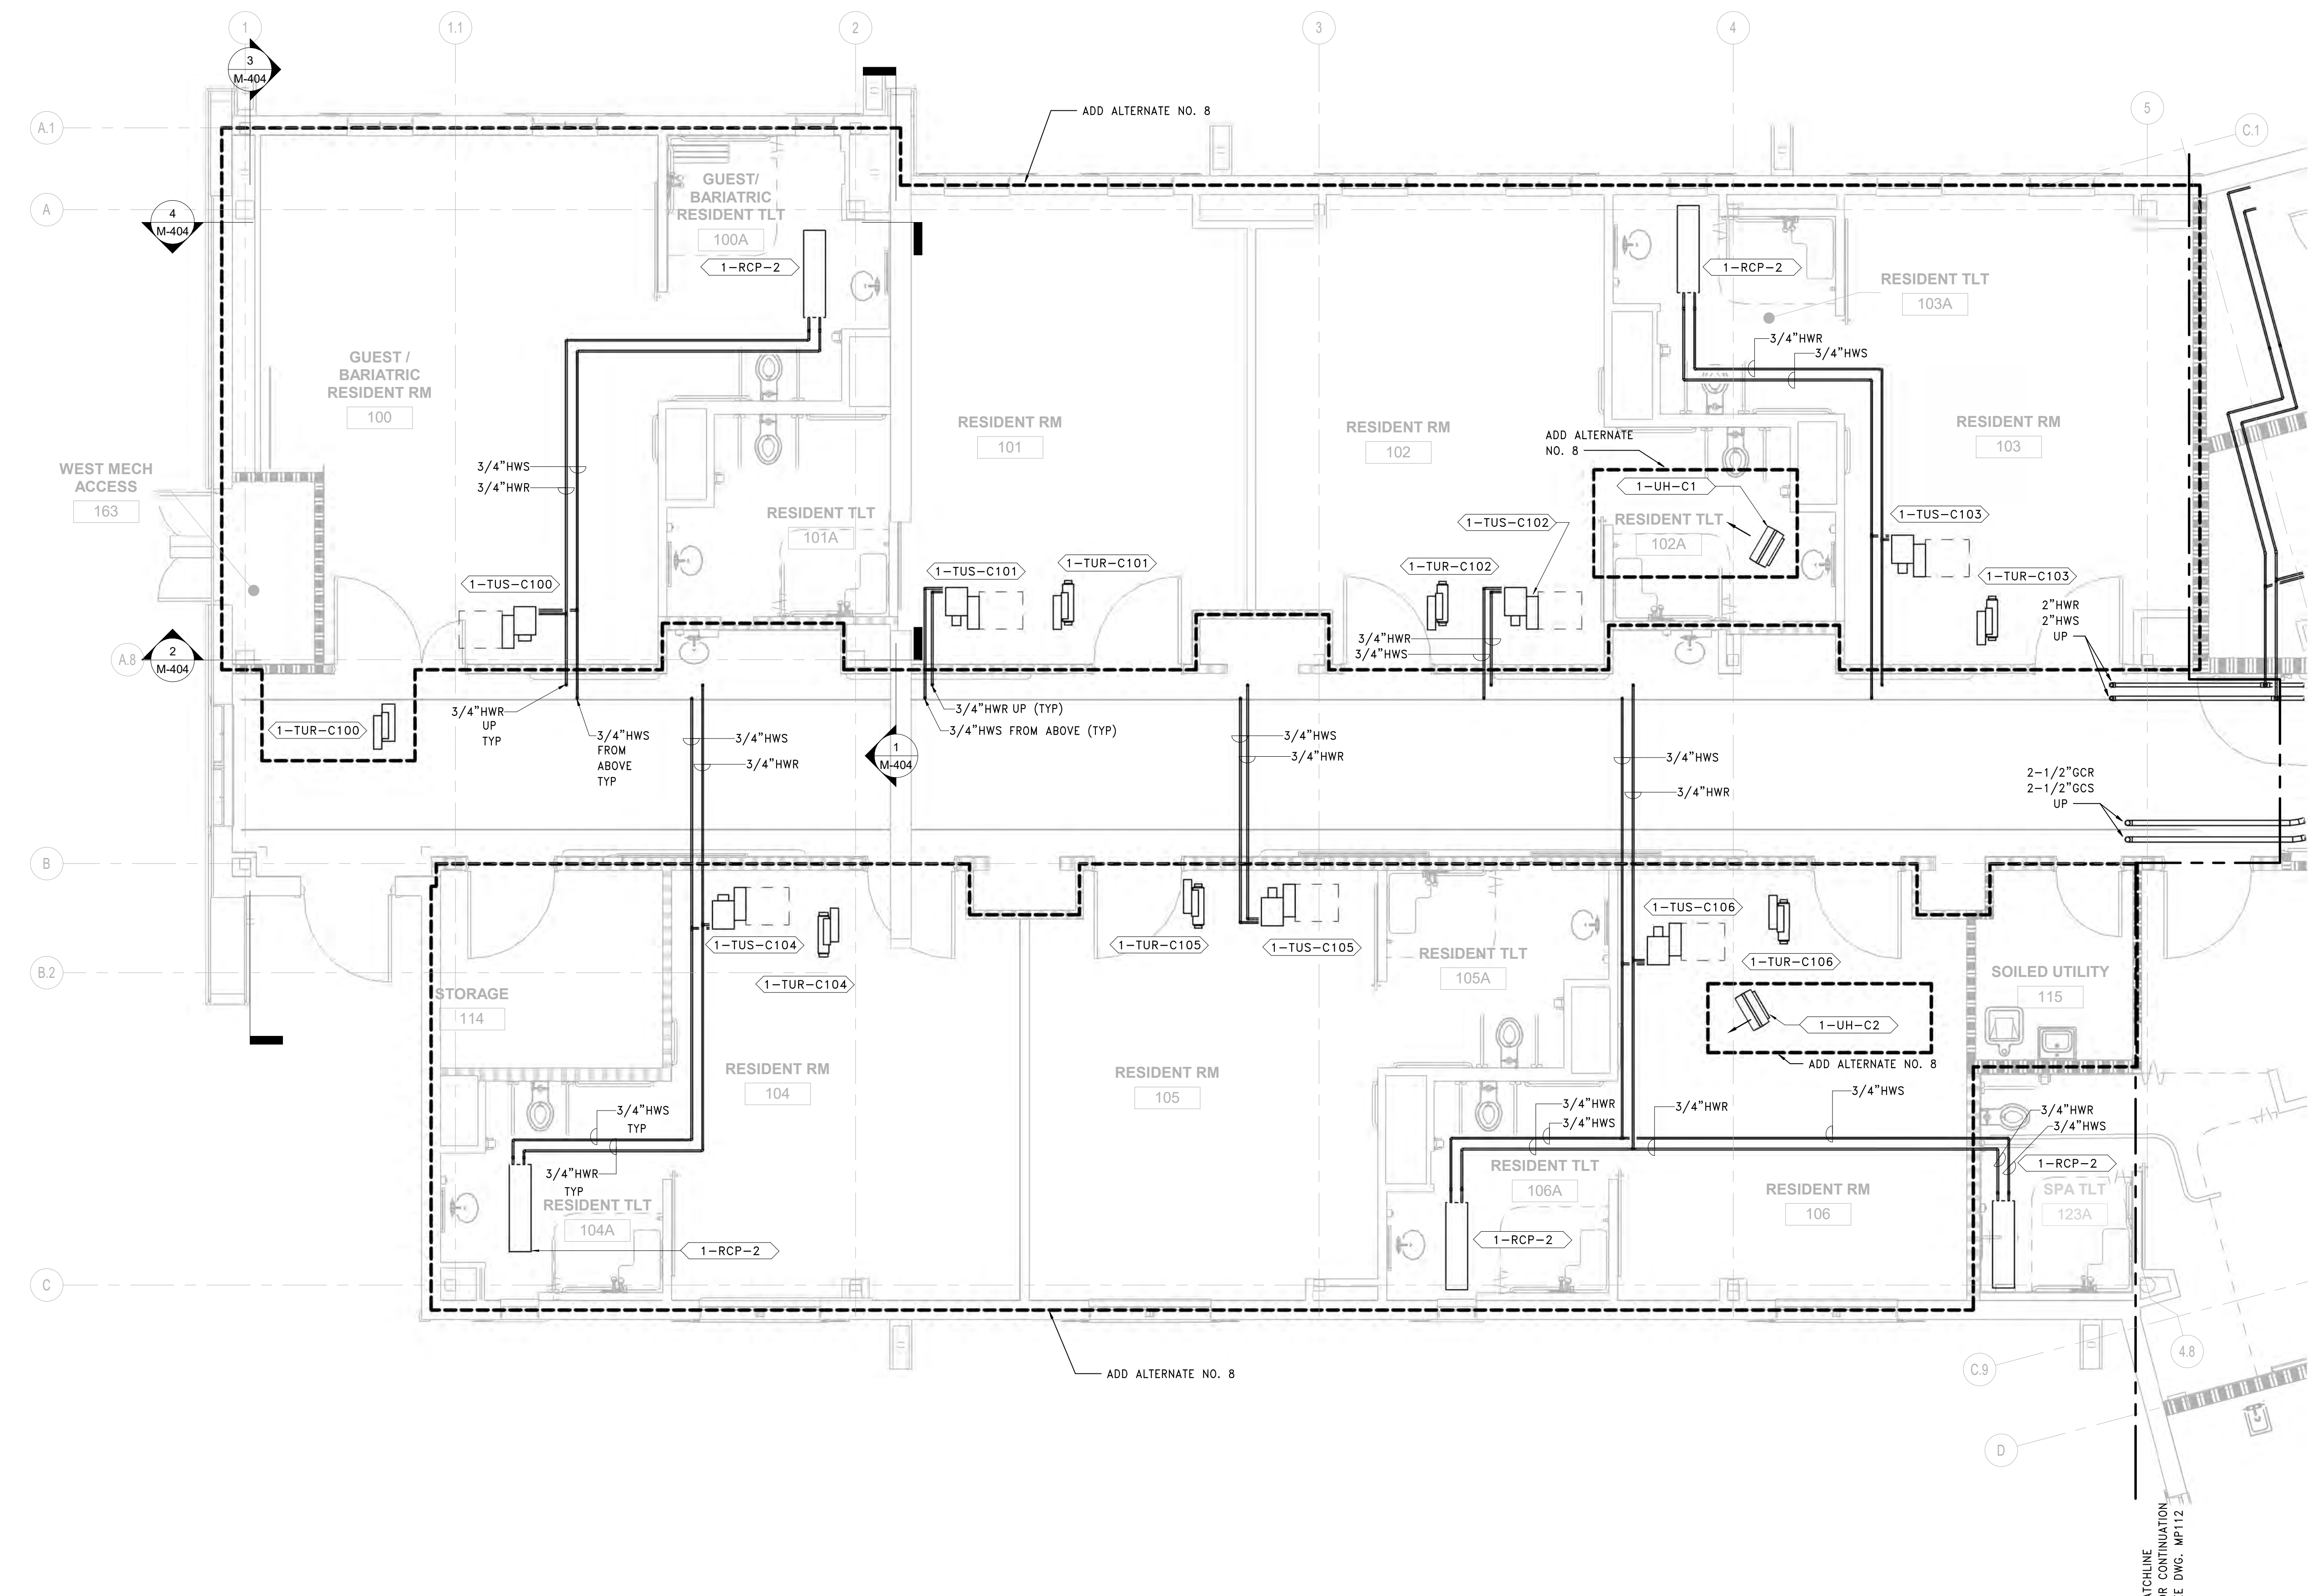 1
1.1
2
3
4
5
3
M-404
A.1
ADD ALTERNATE NO. 8
C.1
A
4
M-404
GUEST/
BARIATRIC
RESIDENT TLT
100A
1-RCP-2
1-RCP-2
RESIDENT TLT
103A
3/4"HWR
3/4"HWS
GUEST /
BARIATRIC
RESIDENT RM
100
RESIDENT RM
101
RESIDENT RM
102
ADD ALTERNATE
NO. 8
RESIDENT RM
103
WEST MECH
ACCESS
163
3/4"HWS
3/4"HWR
1-UH-C1
RESIDENT TLT
101A
RESIDENT TLT
102A
1-TUS-C102
1-TUS-C103
1-TUS-C100
1-TUS-C101
1-TUR-C101
1-TUR-C102
1-TUR-C103
2"HWR
2"HWS
UP
A.8
2
M-404
3/4"HWR
3/4"HWS
1-TUR-C100
3/4"HWR
UP
TYP
3/4"HWS
FROM
ABOVE
TYP
3/4"HWR UP (TYP)
3/4"HWS FROM ABOVE (TYP)
3/4"HWS
3/4"HWR
1
M-404
3/4"HWS
3/4"HWR
3/4"HWS
3/4"HWR
2-1/2"GCR
2-1/2"GCS
UP
B
1-TUS-C104
1-TUR-C104
1-TUR-C105
1-TUS-C105
1-TUS-C106
1-TUR-C106
B.2
STORAGE
114
RESIDENT TLT
105A
SOILED UTILITY
115
1-UH-C2
ADD ALTERNATE NO. 8
RESIDENT RM
104
RESIDENT RM
105
3/4"HWS
TYP
3/4"HWR
TYP
3/4"HWR
3/4"HWS
3/4"HWR
3/4"HWS
3/4"HWR
3/4"HWS
RESIDENT TLT
104A
1-RCP-2
RESIDENT TLT
106A
1-RCP-2
RESIDENT RM
106
1-RCP-2
SPA TLT
123A
C
ADD ALTERNATE NO. 8
C.9
4.8
D
ATCHLINE
OR CONTINUATION
E DWG. MP112